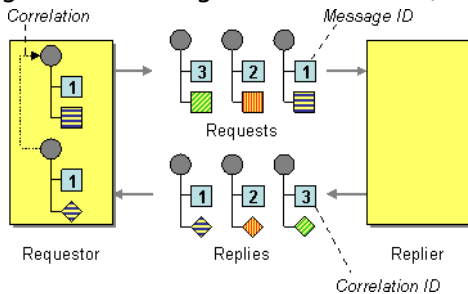 Correlation
Message ID
1
3
2
1
Requests
1
1
2
3
Requestor
Replies
Replier
Correlation ID